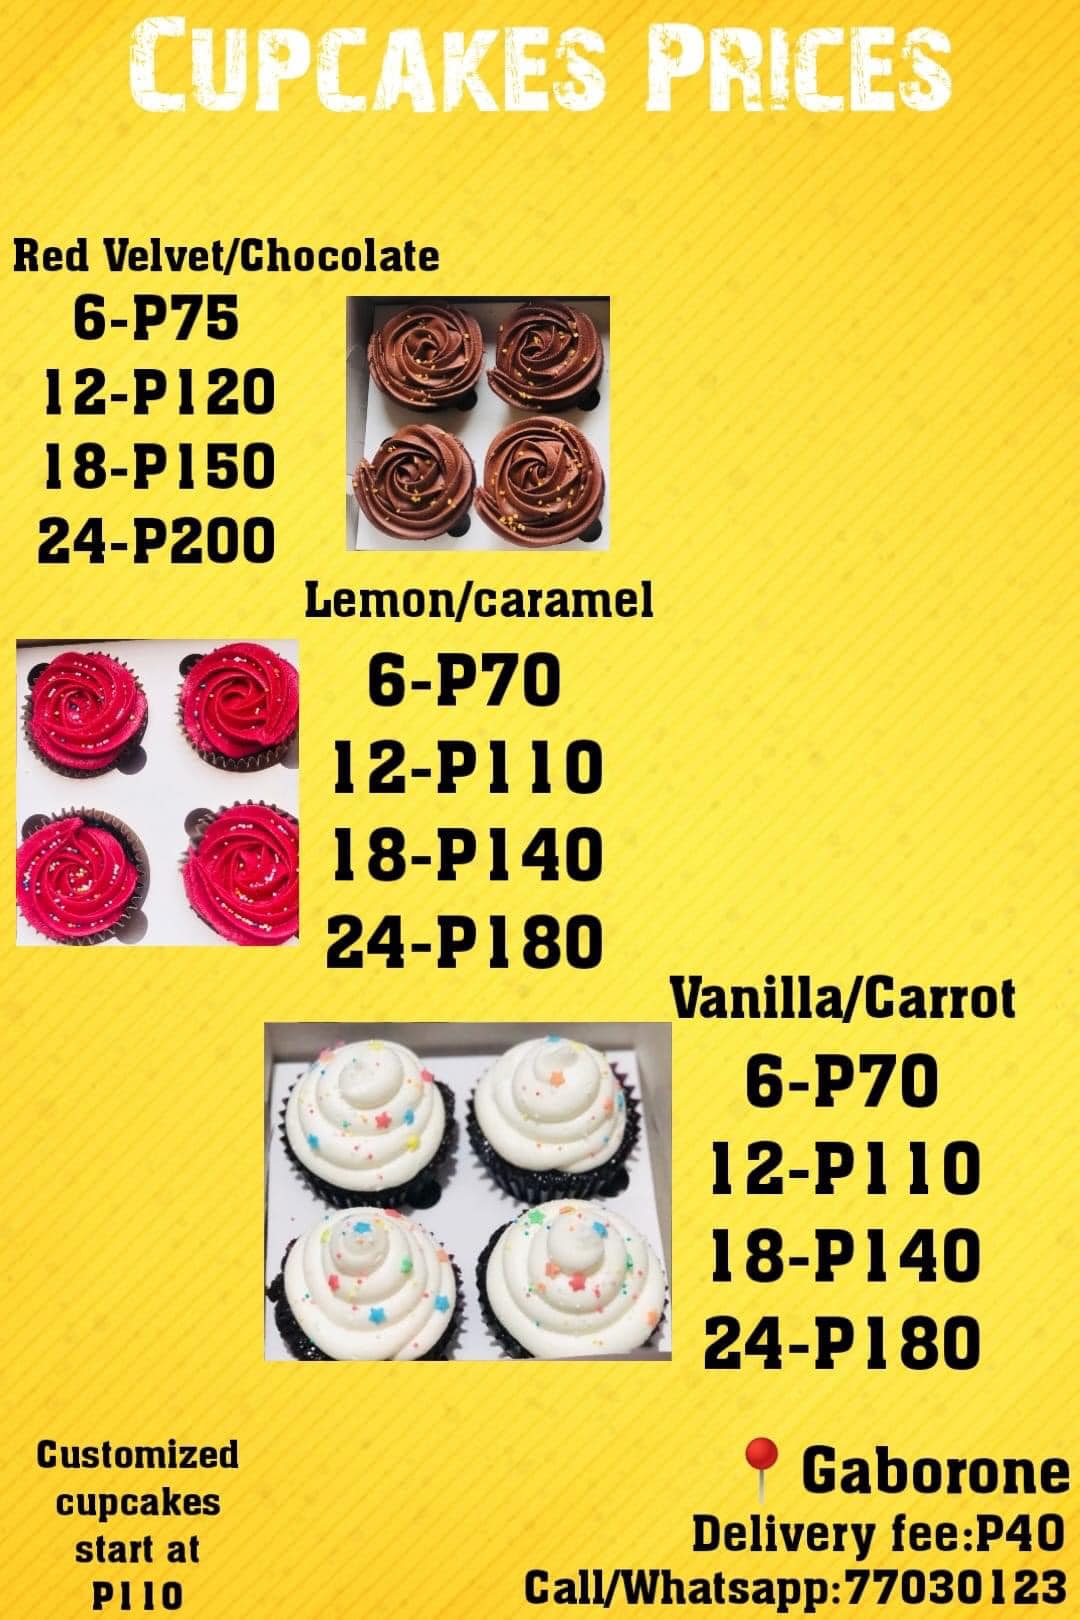 Cupcakes Prices
Red Velvet/Chocolate
6-P75
12-P120
18-P150
24-P200
Lemon/caramel
6-P70
12-P110
18-P140
24-P180
Vanilla/Carrot
6-P70
12-P110
18-P140
24-P180
Customized
cupcakes
start at
P110
Gaborone
Delivery fee:P40
Call/Whatsapp:77030123